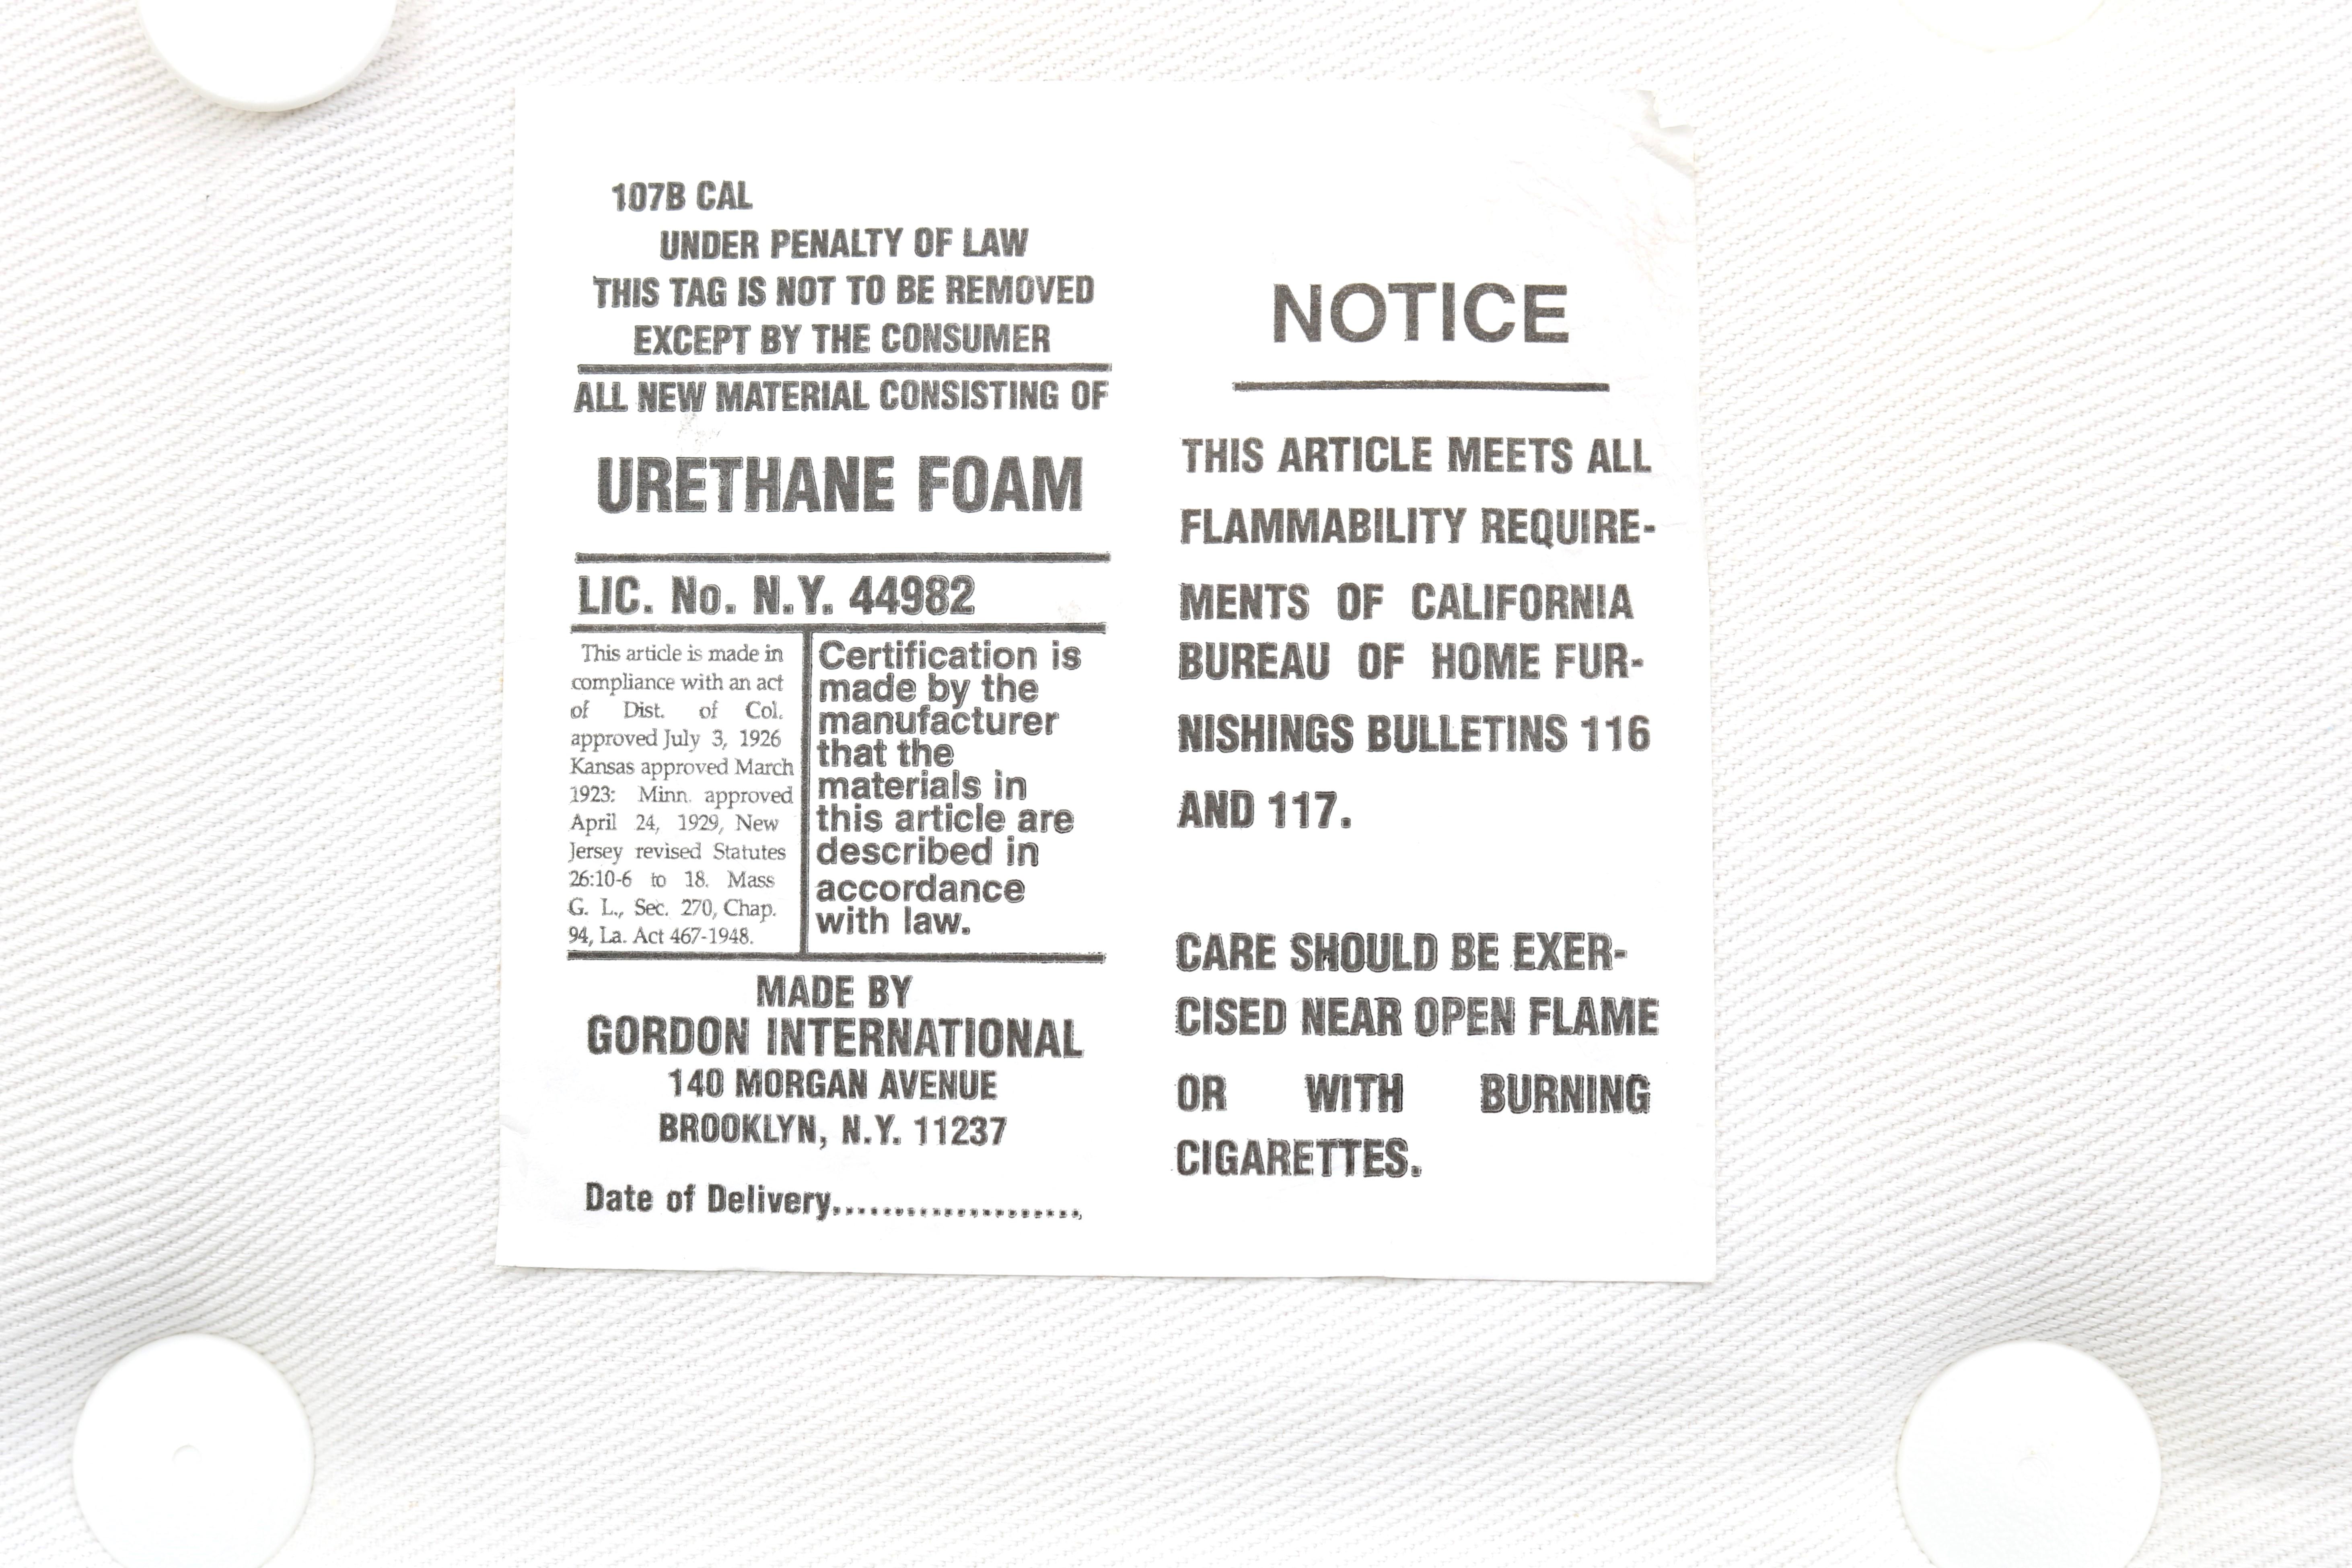 107B CAL
UNDER PENALTY OF LAW
THIS TAG IS NOT TO BE REMOVED
EXCEPT BY THE CONSUMER
ALL NEW MATERIAL CONSISTING OF
URETHANE FOAM
LIC. No. N.Y. 44982
This article is made in
compliance with an act
of Dist. of Col.
approved July 3, 1926
Kansas approved March
1923: Minn. approved
April 24, 1929, New
Jersey revised Statutes
26:10-6 to 18. Mass
G. L., Sec. 270, Chap.
94, La. Act 467-1948.
Certification is
made by the
manufacturer
that the
materials in
this article are
described in
accordance
with law.
MADE BY
GORDON INTERNATIONAL
140 MORGAN AVENUE
BROOKLYN, N.Y. 11237
Date of Delivery......................
NOTICE
THIS ARTICLE MEETS ALL
FLAMMABILITY REQUIRE-
MENTS OF CALIFORNIA
BUREAU OF HOME FUR-
NISHINGS BULLETINS 116
AND 117.
CARE SHOULD BE EXER-
CISED NEAR OPEN FLAME
OR WITH BURNING
CIGARETTES.